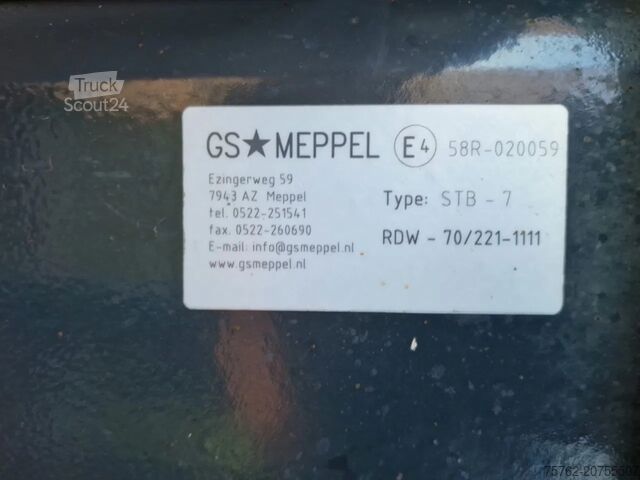 Truck
Scout24
GS★MEPPEL E4 58R-020059
Ezingerweg 59
7943 AZ Meppel
tel. 0522-251541
fax. 0522-260690
E-mail: info@gsmeppel.nl
www.gsmeppel.nl
Type: STB - 7
RDW - 70/221-1111